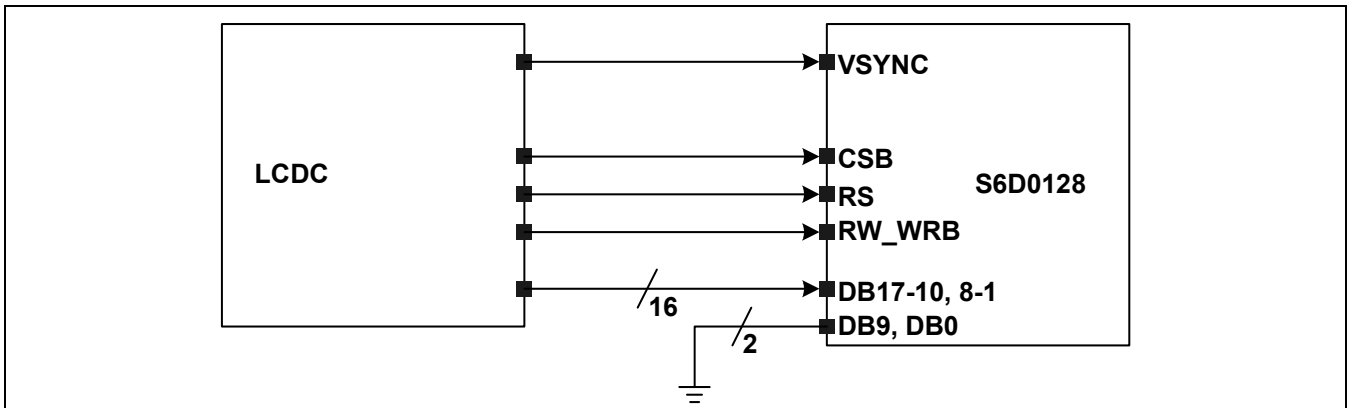 VSYNC
LCDC
CSB
S6D0128
RS
RW_WRB
DB17-10, 8-1
16
DB9, DB0
2